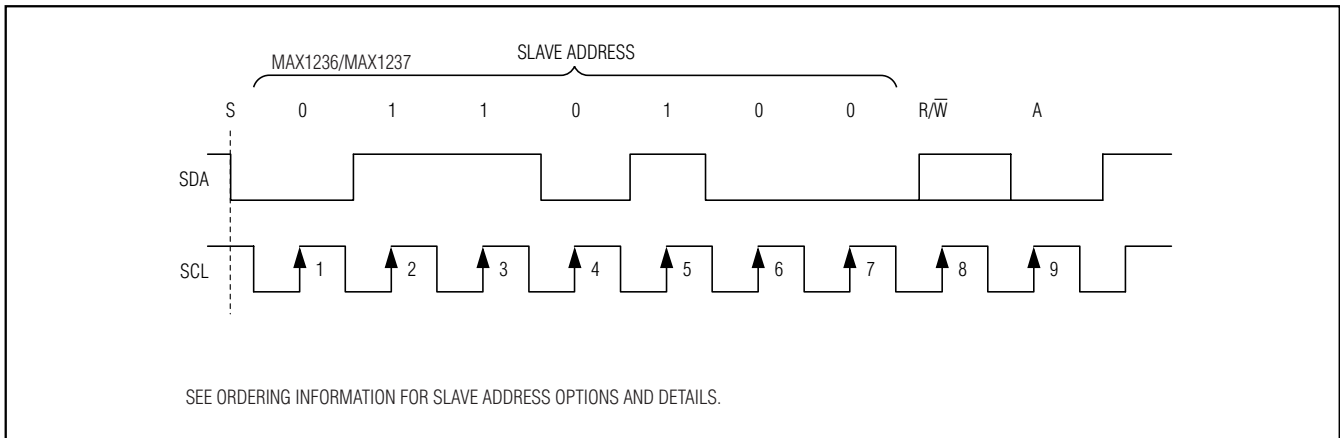 SLAVE ADDRESS
MAX1236/MAX1237
S 0 1 1 0 1 0 0 R/W̅ A
SDA
SCL 1 2 3 4 5 6 7 8 9
SEE ORDERING INFORMATION FOR SLAVE ADDRESS OPTIONS AND DETAILS.